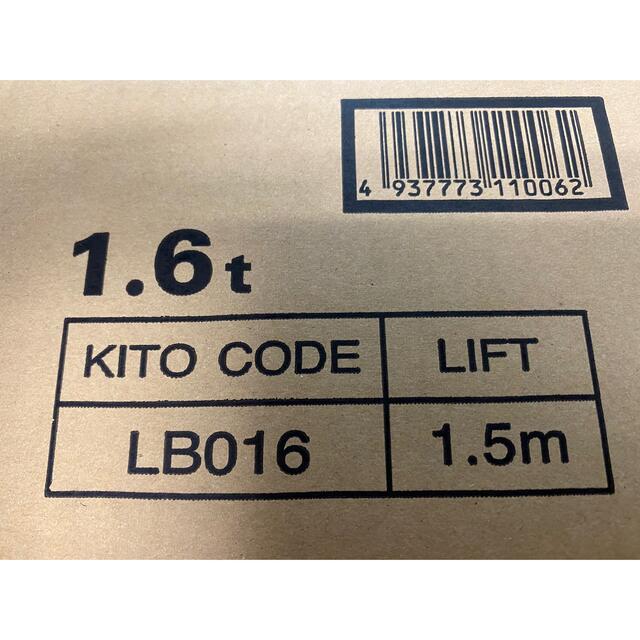 4 937773 110062
1.6t
KITO CODE LIFT
LB016 1.5m